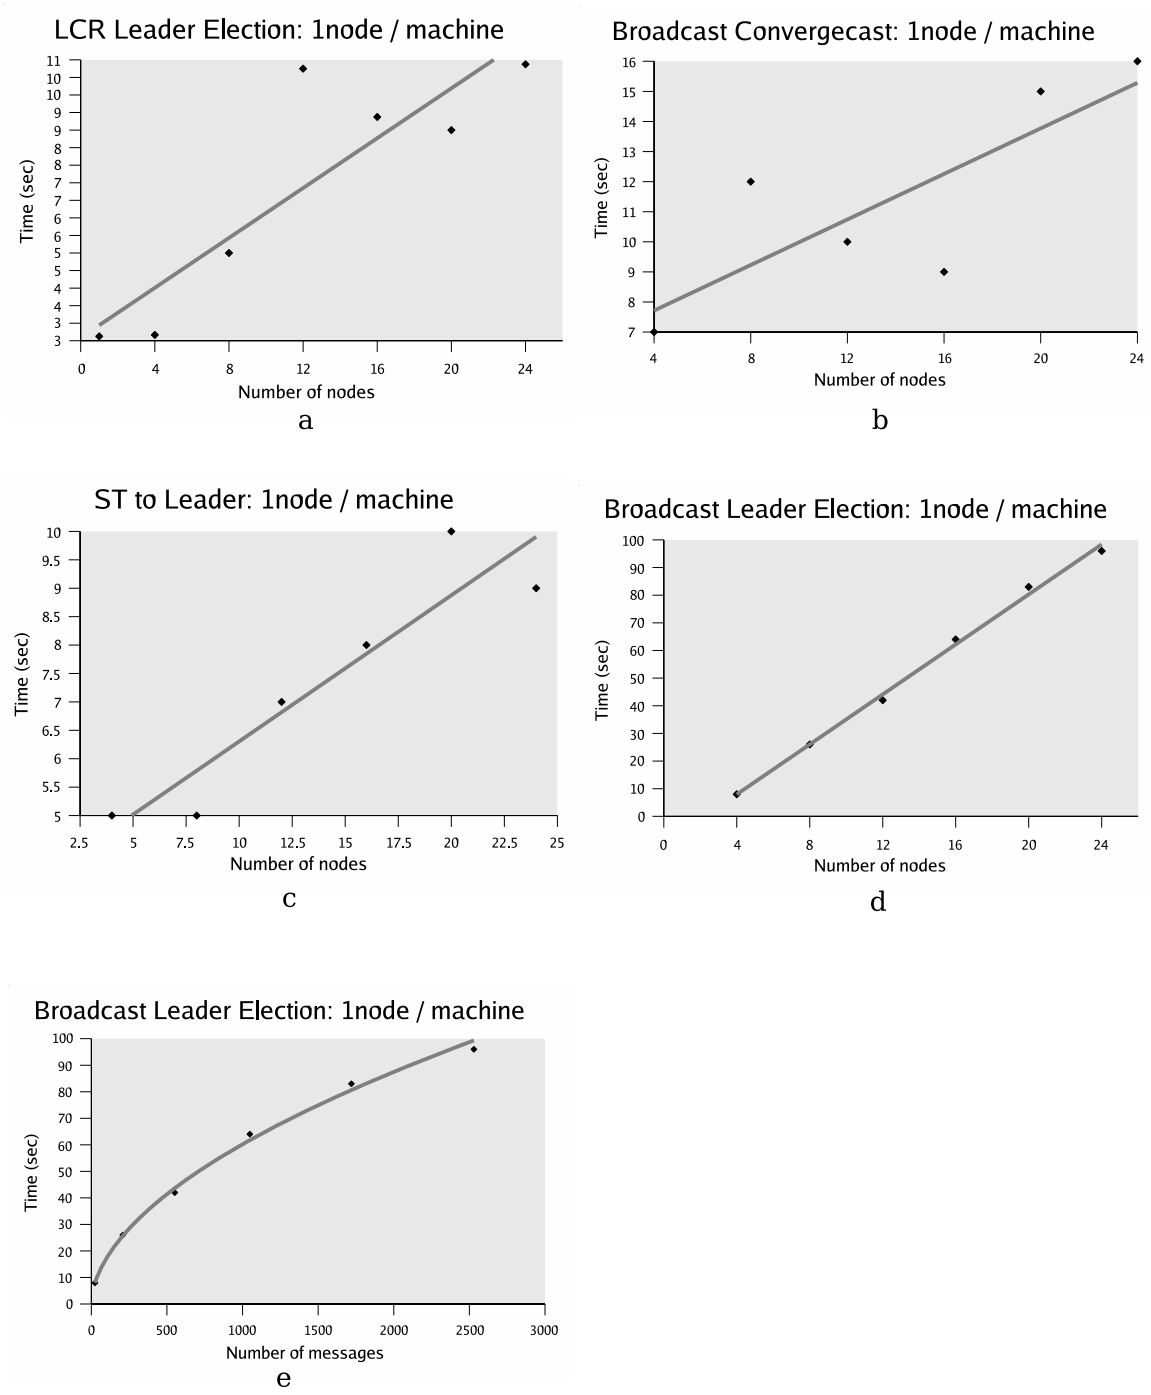 LCR Leader Election: 1node / machine
11
10
10
9
9
8
8
7
7
6
6
5
5
4
4
3
3
Time (sec)
0 4 8 12 16 20 24
Number of nodes
a
Broadcast Convergecast: 1node / machine
16
15
14
13
12
11
10
9
8
7
Time (sec)
4 8 12 16 20 24
Number of nodes
b
ST to Leader: 1node / machine
10
9.5
9
8.5
8
7.5
7
6.5
6
5.5
5
Time (sec)
2.5 5 7.5 10 12.5 15 17.5 20 22.5 25
Number of nodes
c
Broadcast Leader Election: 1node / machine
100
90
80
70
60
50
40
30
20
10
0
Time (sec)
0 4 8 12 16 20 24
Number of nodes
d
Broadcast Leader Election: 1node / machine
100
90
80
70
60
50
40
30
20
10
0
Time (sec)
0 500 1000 1500 2000 2500 3000
Number of messages
e